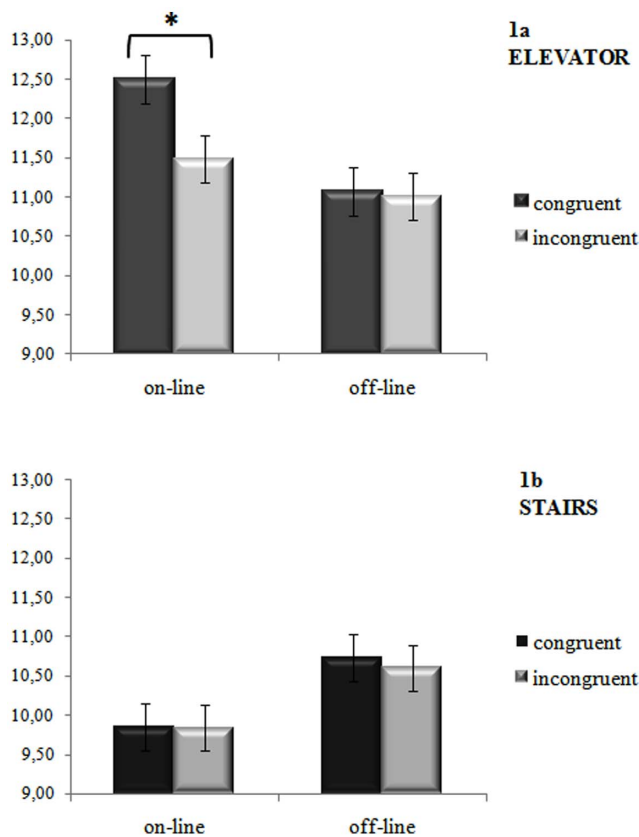 *
1a
ELEVATOR
13,00
12,50
12,00
11,50
11,00
10,50
10,00
9,50
9,00
congruent
incongruent
on-line off-line
1b
STAIRS
13,00
12,50
12,00
11,50
11,00
10,50
10,00
9,50
9,00
congruent
incongruent
on-line off-line